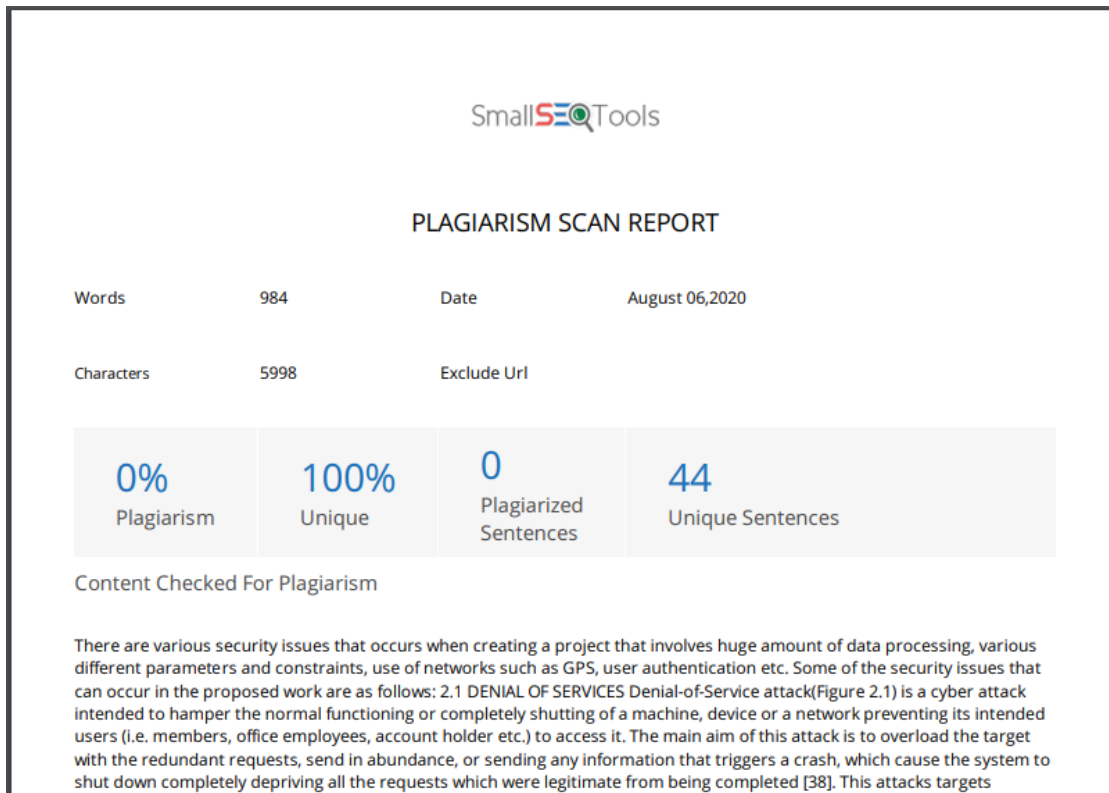 SmallSEOTools
PLAGIARISM SCAN REPORT
Words 984 Date August 06,2020
Characters 5998 Exclude Url
0% 100% 0 44
Plagiarism Unique Plagiarized Sentences Unique Sentences
Content Checked For Plagiarism
There are various security issues that occurs when creating a project that involves huge amount of data processing, various
different parameters and constraints, use of networks such as GPS, user authentication etc. Some of the security issues that
can occur in the proposed work are as follows: 2.1 DENIAL OF SERVICES Denial-of-Service attack(Figure 2.1) is a cyber attack
intended to hamper the normal functioning or completely shutting of a machine, device or a network preventing its intended
users (i.e. members, office employees, account holder etc.) to access it. The main aim of this attack is to overload the target
with the redundant requests, send in abundance, or sending any information that triggers a crash, which cause the system to
shut down completely depriving all the requests which were legitimate from being completed [38]. This attacks targets